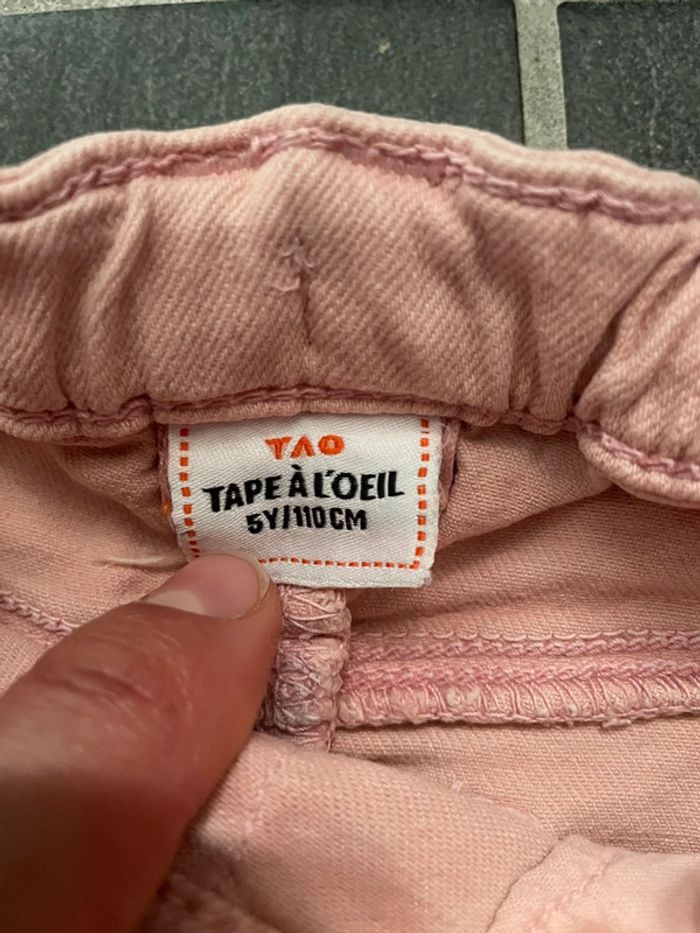 TAO
TAPE À L'OEIL
5Y/110CM